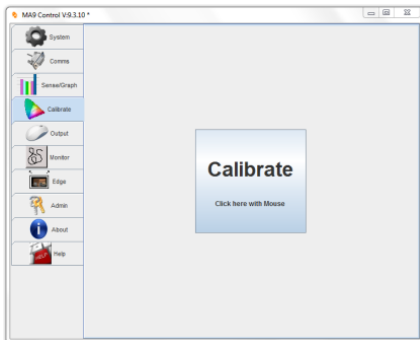 MA9 Control V:9.3.10 *
System
Comms
Sense/Graph
Calibrate
Output
Monitor
Edge
Admin
About
Help
Calibrate
Click here with Mouse